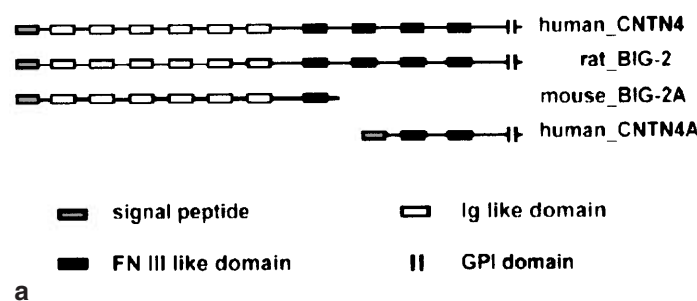 human_CNTN4
rat_BIG-2
mouse_BIG-2A
human_CNTN4A
signal peptide
Ig like domain
FN III like domain
GPI domain
a